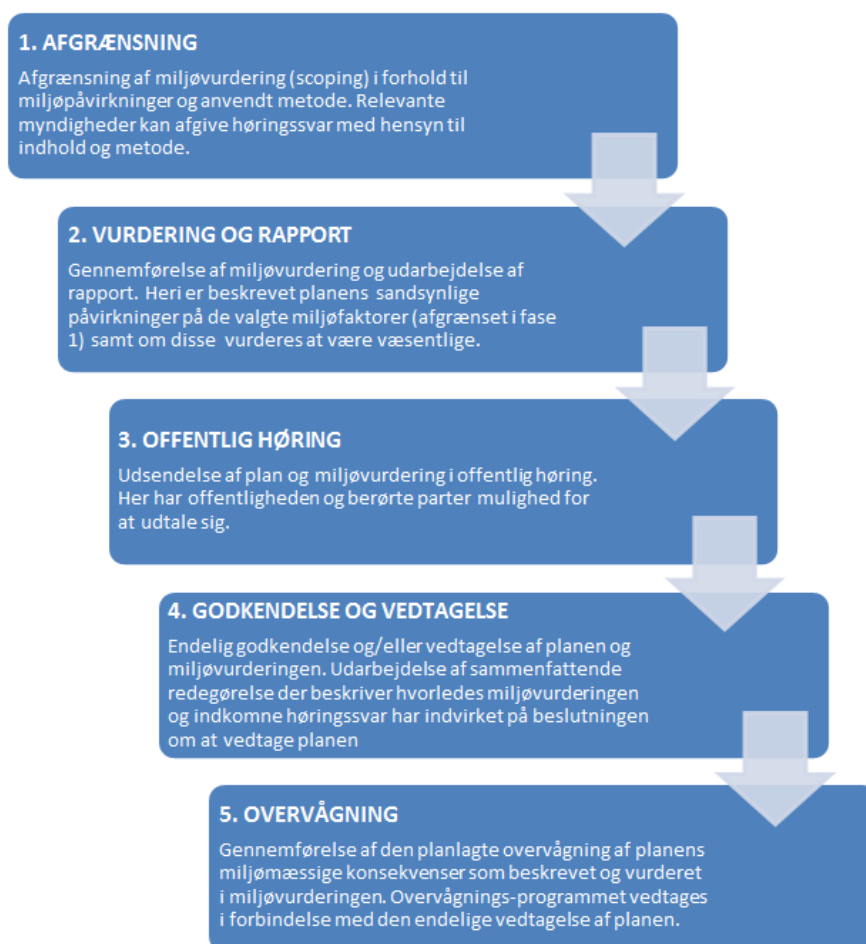 1. AFGRÆNSNING
Afgrænsning af miljøvurdering (scoping) i forhold til
miljøpåvirkninger og anvendt metode. Relevante
myndigheder kan afgive høringssvar med hensyn til
indhold og metode.
2. VURDERING OG RAPPORT
Gennemførelse af miljøvurdering og udarbejdelse af
rapport. Heri er beskrevet planens sandsynlige
påvirkninger på de valgte miljøfaktorer (afgrænset i fase
1) samt om disse vurderes at være væsentlige.
3. OFFENTLIG HØRING
Udsendelse af plan og miljøvurdering i offentlig høring.
Her har offentligheden og berørte parter mulighed for
at udtale sig.
4. GODKENDELSE OG VEDTAGELSE
Endelig godkendelse og/eller vedtagelse af planen og
miljøvurderingen. Udarbejdelse af sammenfattende
redegørelse der beskriver hvorledes miljøvurderingen
og indkomne høringssvar har indvirket på beslutningen
om at vedtage planen
5. OVERVÅGNING
Gennemførelse af den planlagte overvågning af planens
miljømæssige konsekvenser som beskrevet og vurderet
i miljøvurderingen. Overvågnings-programmet vedtages
i forbindelse med den endelige vedtagelse af planen.